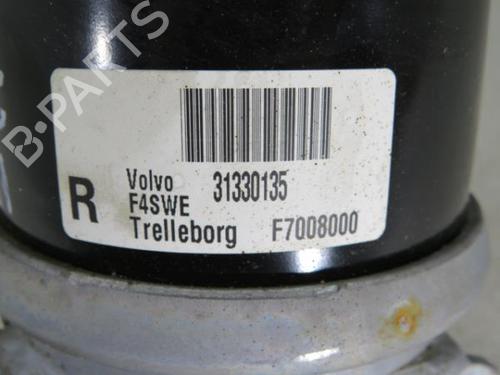 B-PARTS
R
Volvo 31330135
F4SWE
Trelleborg F7008000